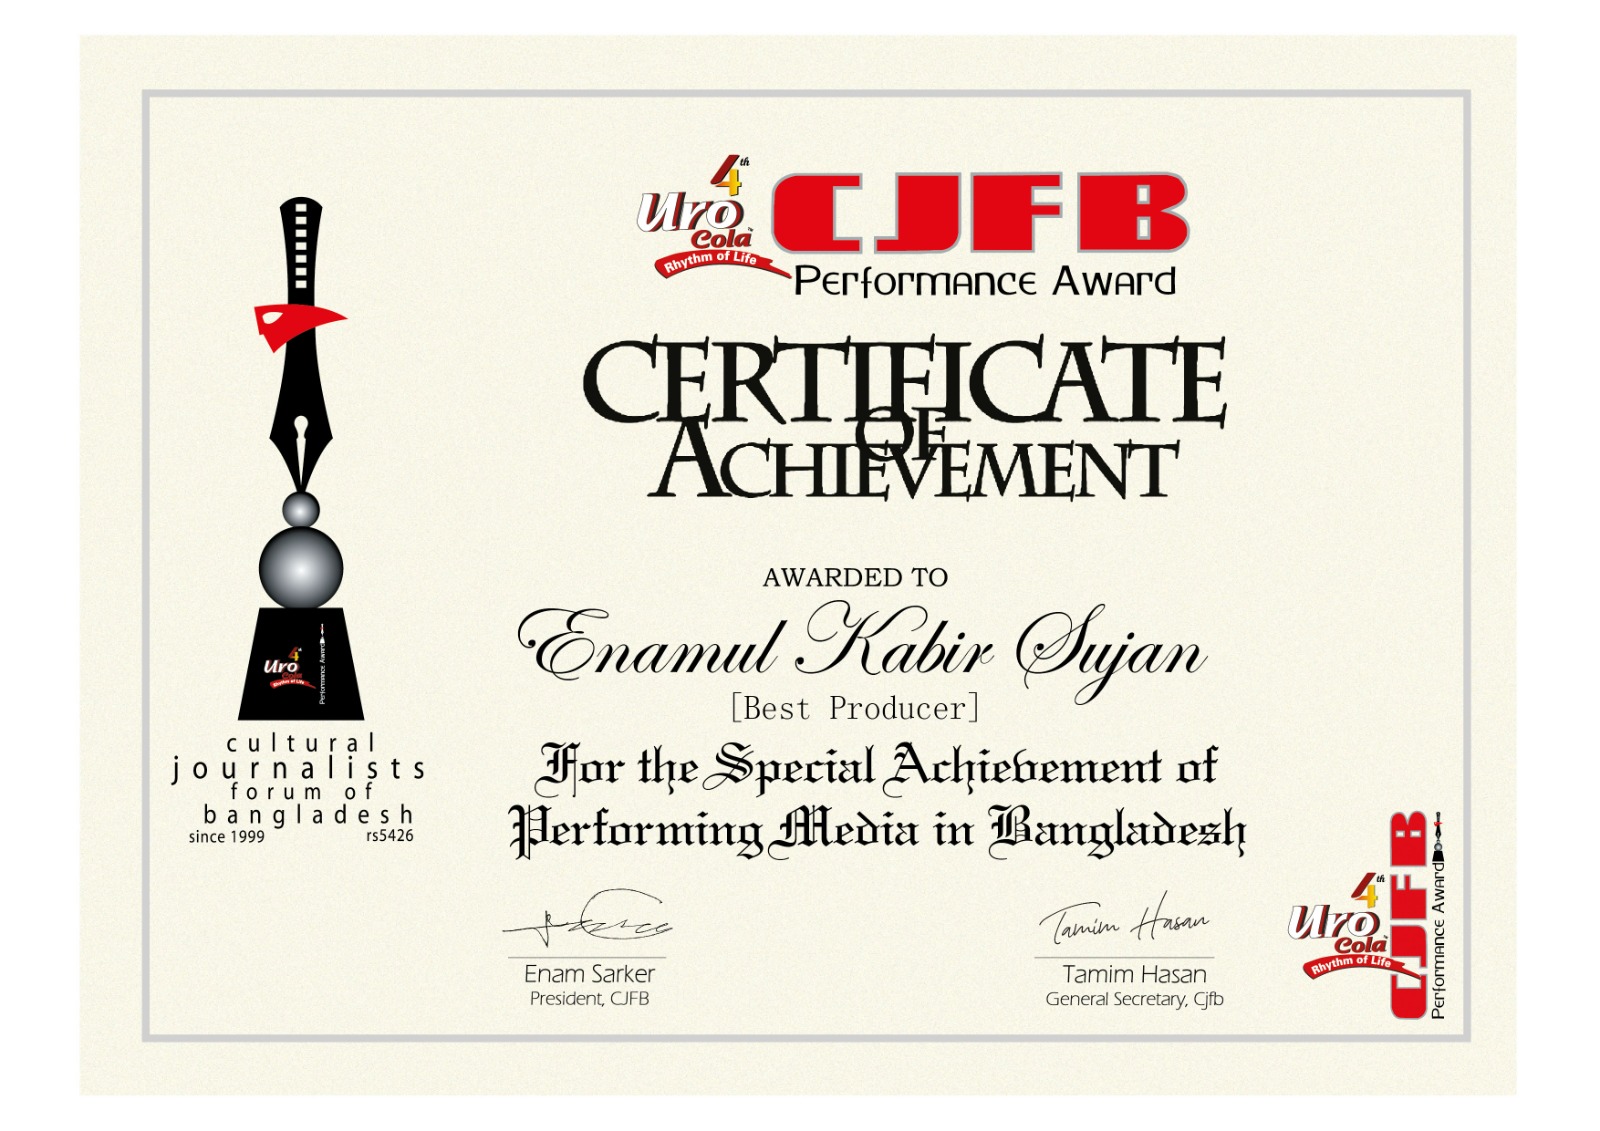 4th
Uro
Cola
Rhythm of Life
CJFB
Performance Award
CERTIFICATE
OF
ACHIEVEMENT
AWARDED TO
Enamul Kabir Sujan
[Best Producer]
For the Special Achievement of
Performing Media in Bangladesh
4th
Uro
Cola
Rhythm of Life
Performance Award
cultural
journalists
forum of
bangladesh
since 1999 rs5426
Enam Sarker
President, CJFB
Tamim Hasan
Tamim Hasan
General Secretary, Cjfb
4th
Uro
Cola
Rhythm of Life
CJFB
Performance Award